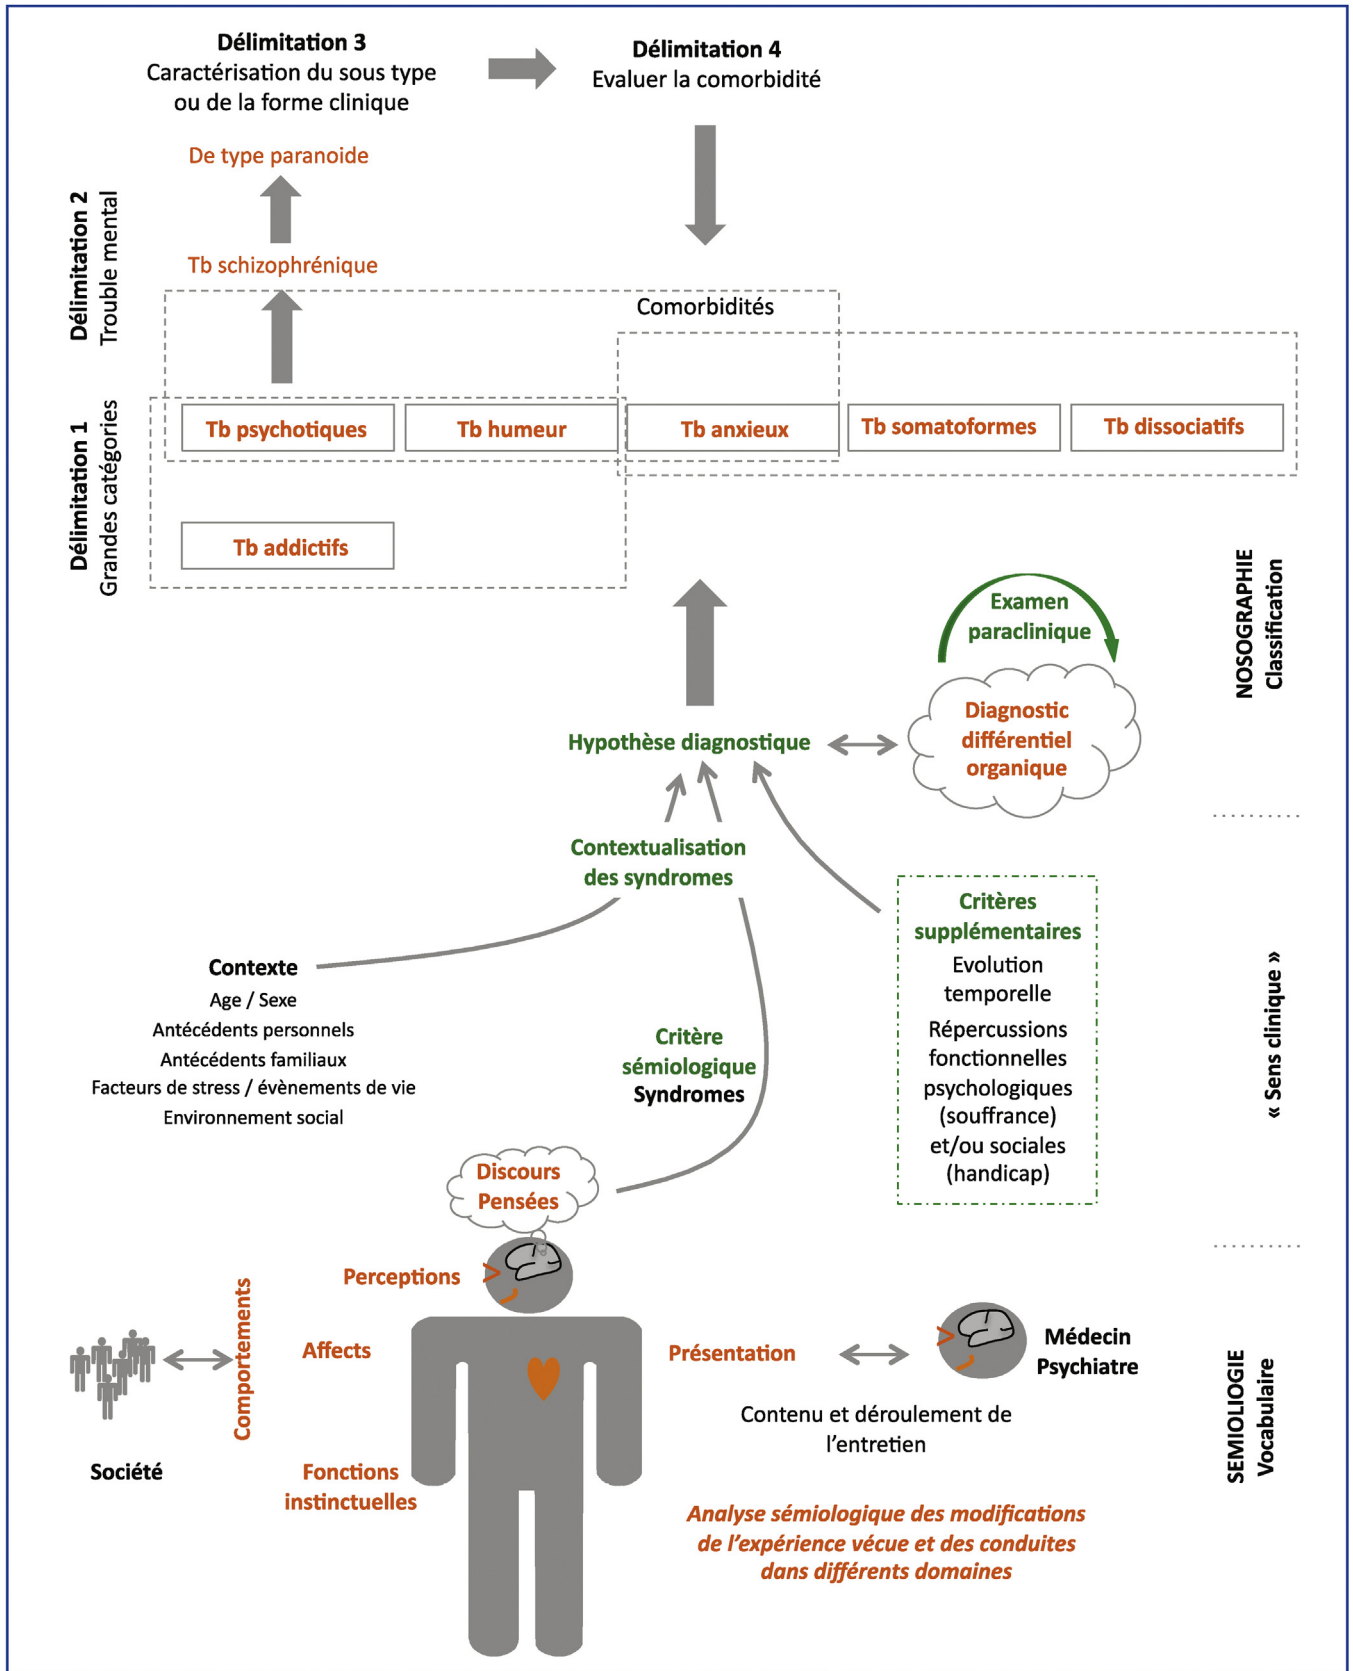 Délimitation 3
Caractérisation du sous type
ou de la forme clinique
Délimitation 4
Evaluer la comorbidité
De type paranoide
Délimitation 2
Trouble mental
Tb schizophrénique
Comorbidités
Délimitation 1
Grandes catégories
Tb psychotiques
Tb humeur
Tb anxieux
Tb somatoformes
Tb dissociatifs
Tb addictifs
NOSOGRAPHIE
Classification
Examen
paraclinique
Diagnostic
différentiel
organique
Hypothèse diagnostique
Contextualisation
des syndromes
Critères
supplémentaires
Evolution
temporelle
Répercussions
fonctionnelles
psychologiques
(souffrance)
et/ou sociales
(handicap)
« Sens clinique »
Contexte
Age / Sexe
Antécédents personnels
Antécédents familiaux
Facteurs de stress / évènements de vie
Environnement social
Critère
sémiologique
Syndromes
Discours
Pensées
Perceptions
Comportements
Affects
Présentation
Médecin
Psychiatre
Contenu et déroulement de
l'entretien
Société
Fonctions
instinctuelles
SEMIOLIOGIE
Vocabulaire
Analyse sémiologique des modifications
de l'expérience vécue et des conduites
dans différents domaines